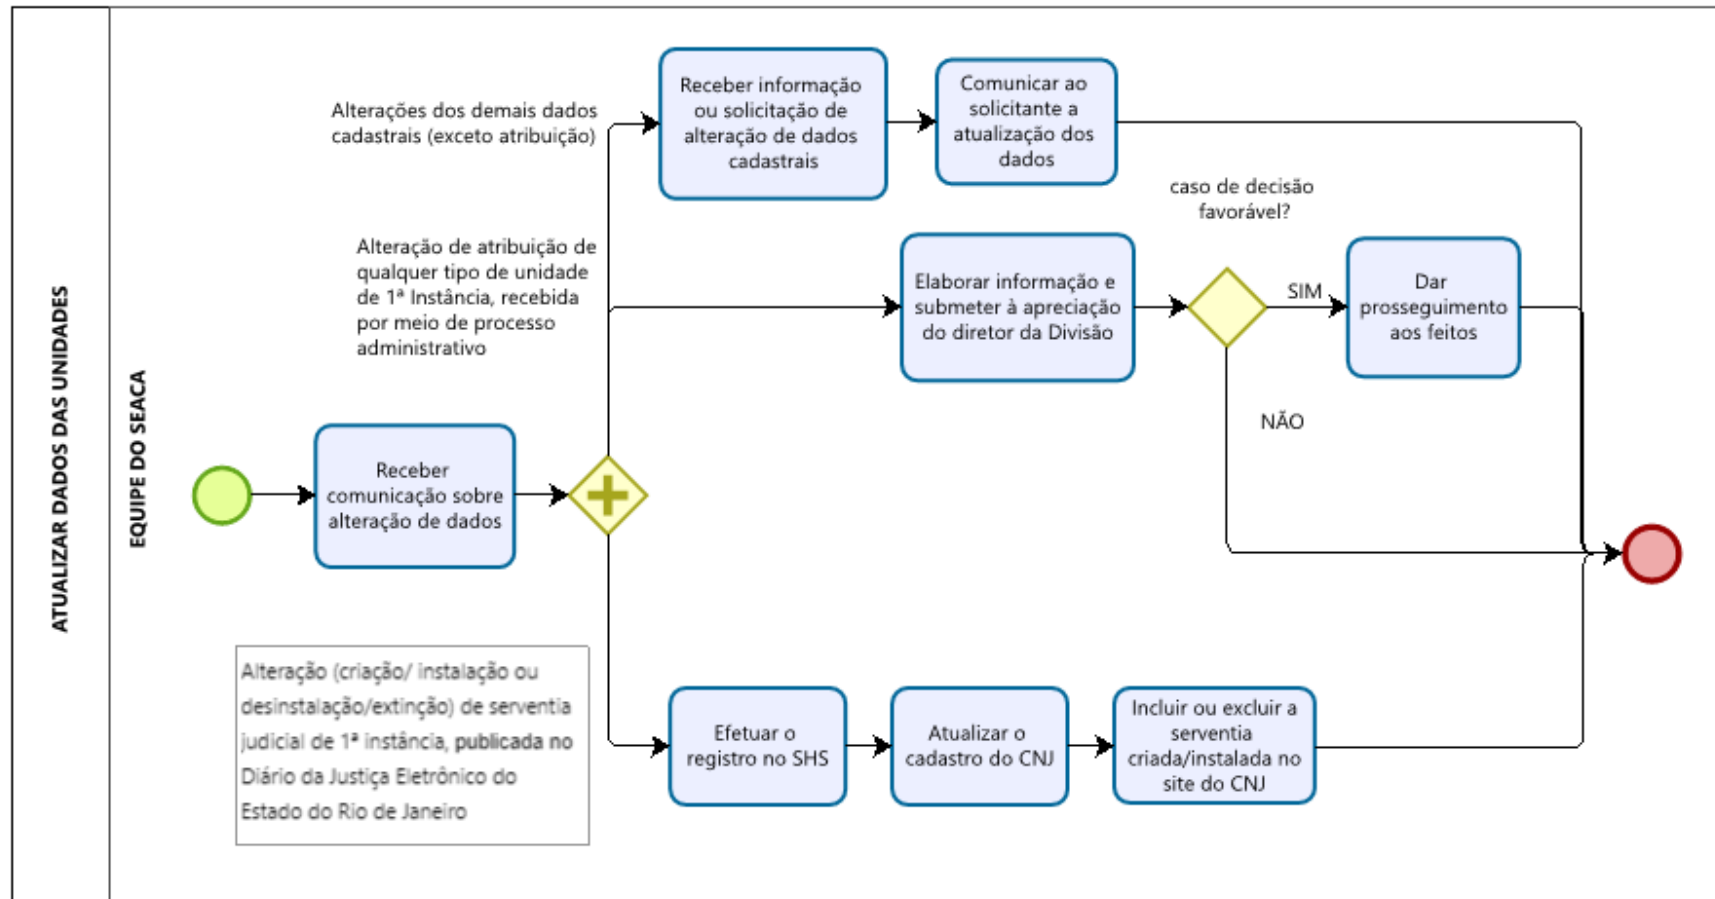 ATUALIZAR DADOS DAS UNIDADES
EQUIPE DO SEACA
Alterações dos demais dados
cadastrais (exceto atribuição)
Receber informação
ou solicitação de
alteração de dados
cadastrais
Comunicar ao
solicitante a
atualização dos
dados
Alteração de atribuição de
qualquer tipo de unidade
de 1ª Instância, recebida
por meio de processo
administrativo
Elaborar informação e
submeter à apreciação
do diretor da Divisão
caso de decisão
favorável?
SIM
NÃO
Dar
prosseguimento
aos feitos
Receber
comunicação sobre
alteração de dados
Alteração (criação/ instalação ou
desinstalação/extinção) de serventia
judicial de 1ª instância, publicada no
Diário da Justiça Eletrônico do
Estado do Rio de Janeiro
Efetuar o
registro no SHS
Atualizar o
cadastro do CNJ
Incluir ou excluir a
serventia
criada/instalada no
site do CNJ